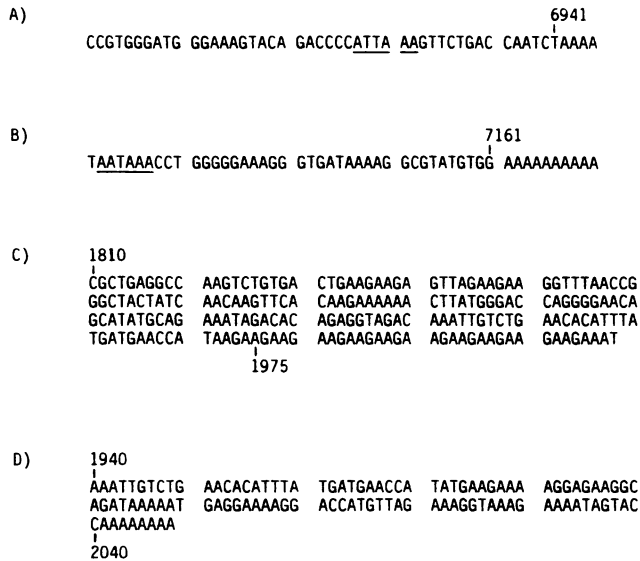 A)
6941
CCGTGGGATG GGAAAGTACA GACCCCATTA AAGTTCTGAC CAATCTAAAA
B)
7161
TAATAAACCT GGGGGAAAGG GTGATAAAAG GCGTATGTGG AAAAAAAAAA
C)
1810
CGCTGAGGCC AAGTCTGTGA CTGAAGAAGA GTTAGAAGAA GGTTTAACCG
GGCTACTATC AACAAGTTCA CAAGAAAAAA CTTATGGGAC CAGGGGAACA
GCATATGCAG AAATAGACAC AGAGGTAGAC AAATTGTCTG AACACATTTA
TGATGAACCA TAAGAAGAAG AAGAAGAAGA AGAAGAAGAA GAAGAAAT
1975
D)
1940
AAATTGTCTG AACACATTTA TGATGAACCA TATGAAGAAA AGGAGAAGGC
AGATAAAAAT GAGGAAAAGG ACCATGTTAG AAAGGTAAAG AAAATAGTAC
CAAAAAAAA
2040